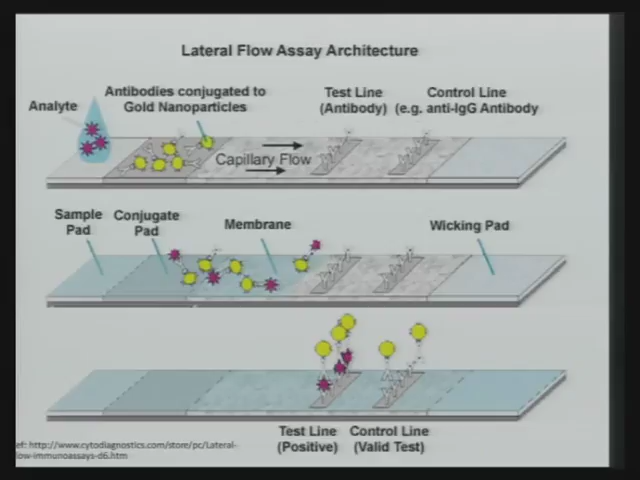 Lateral Flow Assay Architecture
Analyte
Antibodies conjugated to
Gold Nanoparticles
Test Line
(Antibody)
Control Line
(e.g. anti-IgG Antibody
Capillary Flow
Sample
Pad
Conjugate
Pad
Membrane
Wicking Pad
Test Line
(Positive)
Control Line
(Valid Test)
ef: http://www.cytodiagnostics.com/store/pc/Lateral-
low-immunoassays-d6.htm